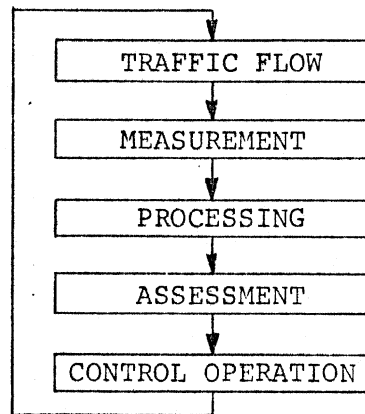 TRAFFIC FLOW
MEASUREMENT
PROCESSING
ASSESSMENT
CONTROL OPERATION